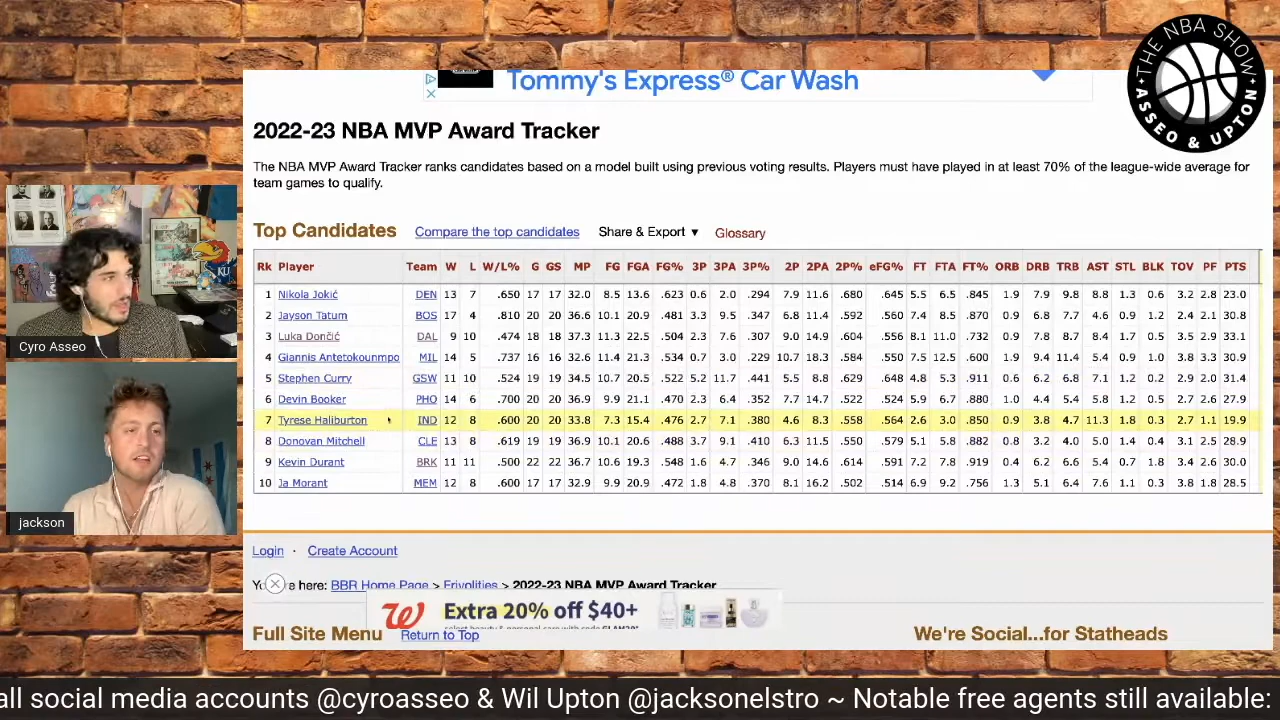 Tommy's Express® Car Wash
THE NBA SHOW
ASSEO & UPTON
2022-23 NBA MVP Award Tracker
The NBA MVP Award Tracker ranks candidates based on a model built using previous voting results. Players must have played in at least 70% of the league-wide average for
team games to qualify.
Top Candidates Compare the top candidates Share & Export ▼ Glossary
Rk Player Team W L W/L% G GS MP FG FGA FG% 3P 3PA 3P% 2P 2PA 2P% eFG% FT FTA FT% ORB DRB TRB AST STL BLK TOV PF PTS
1 Nikola Jokić DEN 13 7 .650 17 17 32.0 8.5 13.6 .623 0.6 2.0 .294 7.9 11.6 .680 .645 5.5 6.5 .845 1.9 7.9 9.8 8.8 1.3 0.6 3.2 2.8 23.0
2 Jayson Tatum BOS 17 4 .810 20 20 36.6 10.1 20.9 .481 3.3 9.5 .347 6.8 11.4 .592 .560 7.4 8.5 .870 0.9 6.8 7.7 4.6 0.9 1.2 2.4 2.1 30.8
3 Luka Dončić DAL 9 10 .474 18 18 37.3 11.3 22.5 .504 2.3 7.6 .307 9.0 14.9 .604 .556 8.1 11.0 .732 0.9 7.8 8.7 8.4 1.7 0.5 3.5 2.9 33.1
4 Giannis Antetokounmpo MIL 14 5 .737 16 16 32.6 11.4 21.3 .534 0.7 3.0 .229 10.7 18.3 .584 .550 7.5 12.5 .600 1.9 9.4 11.4 5.4 0.9 1.0 3.8 3.3 30.9
5 Stephen Curry GSW 11 10 .524 19 19 34.5 10.7 20.5 .522 5.2 11.7 .441 5.5 8.8 .629 .648 4.8 5.3 .911 0.6 6.2 6.8 7.1 1.2 0.2 2.9 2.0 31.4
6 Devin Booker PHO 14 6 .700 20 20 36.9 9.9 21.1 .470 2.3 6.4 .352 7.7 14.7 .522 .524 5.9 6.7 .880 1.0 4.4 5.4 5.8 1.1 0.4 2.6 2.7 27.9
7 Tyrese Haliburton IND 12 8 .600 20 20 33.8 7.3 15.4 .476 2.7 7.1 .380 4.6 8.3 .558 .564 2.6 3.0 .850 0.9 3.8 4.7 11.3 1.8 0.3 2.7 1.1 19.9
8 Donovan Mitchell CLE 13 8 .619 19 19 36.9 10.1 20.6 .488 3.7 9.1 .410 6.3 11.5 .550 .579 5.1 5.8 .882 0.8 3.2 4.0 5.0 1.4 0.4 3.1 2.5 28.9
9 Kevin Durant BRK 11 11 .500 22 22 36.7 10.6 19.3 .548 1.6 4.7 .346 9.0 14.6 .614 .591 7.2 7.8 .919 0.4 6.2 6.6 5.4 0.7 1.8 3.4 2.6 30.0
10 Ja Morant MEM 12 8 .600 17 17 32.9 9.9 20.9 .472 1.8 4.8 .370 8.1 16.2 .502 .514 6.9 9.2 .756 1.3 5.1 6.4 7.6 1.1 0.3 3.8 1.8 28.5
Cyro Asseo
KU
jackson
Login · Create Account
here: BBR Home Page > Frivolities > 2022-23 NBA MVP Award Tracker
Extra 20% off $40+
Full Site Menu Return to Top We're Social...for Statheads
all social media accounts @cyroasseo & Wil Upton @jacksonelstro ~ Notable free agents still available: